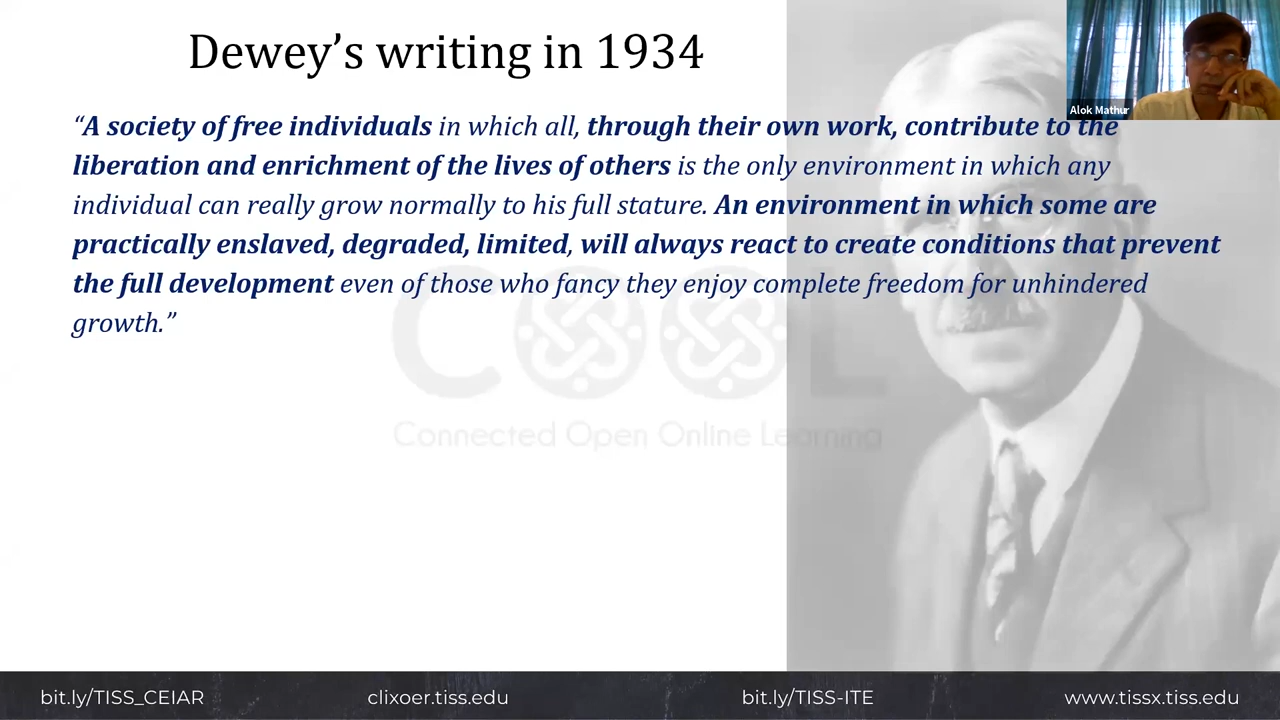 Dewey's writing in 1934
Alok Mathur
“A society of free individuals in which all, through their own work, contribute to the
liberation and enrichment of the lives of others is the only environment in which any
individual can really grow normally to his full stature. An environment in which some are
practically enslaved, degraded, limited, will always react to create conditions that prevent
the full development even of those who fancy they enjoy complete freedom for unhindered
growth.”
COOL
Connected Open Online Learning
bit.ly/TISS_CEIAR clixoer.tiss.edu bit.ly/TISS-ITE www.tissx.tiss.edu